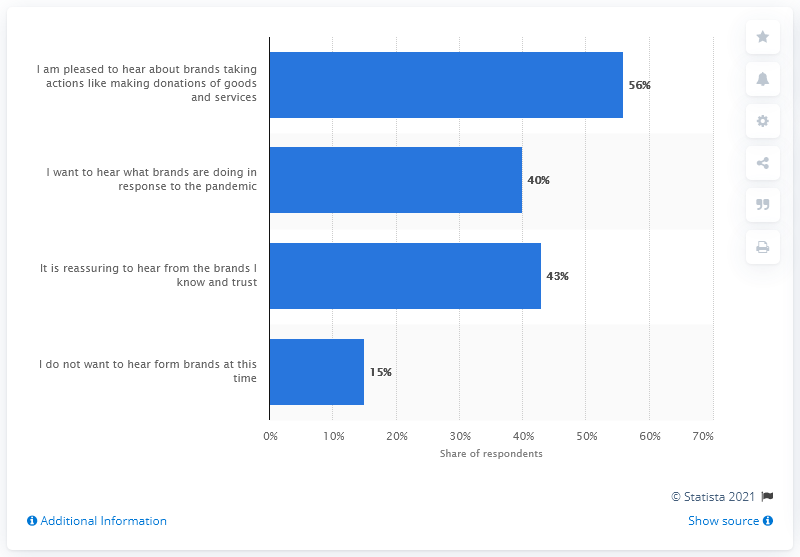 I am pleased to hear about brands taking
actions like making donations of goods
and services
56%
I want to hear what brands are doing in
response to the pandemic
40%
It is reassuring to hear from the brands I
know and trust
43%
I do not want to hear form brands at this
time
15%
0% 10% 20% 30% 40% 50% 60% 70%
Share of respondents
© Statista 2021
Additional Information
Show source